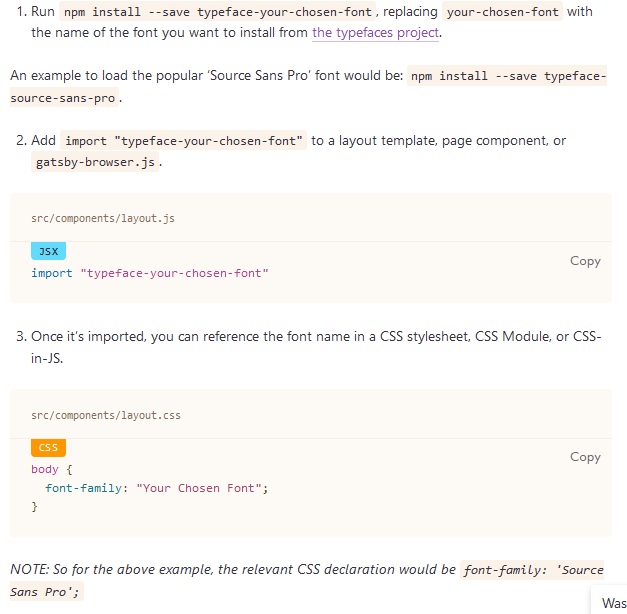 1. Run npm install --save typeface-your-chosen-font, replacing your-chosen-font with
the name of the font you want to install from the typefaces project.
An example to load the popular ‘Source Sans Pro’ font would be: npm install --save typeface-
source-sans-pro.
2. Add import "typeface-your-chosen-font" to a layout template, page component, or
gatsby-browser.js.
src/components/layout.js
JSX
Copy
import "typeface-your-chosen-font"
3. Once it’s imported, you can reference the font name in a CSS stylesheet, CSS Module, or CSS-
in-JS.
src/components/layout.css
CSS
Copy
body {
font-family: "Your Chosen Font";
}
NOTE: So for the above example, the relevant CSS declaration would be font-family: 'Source
Sans Pro';
Was